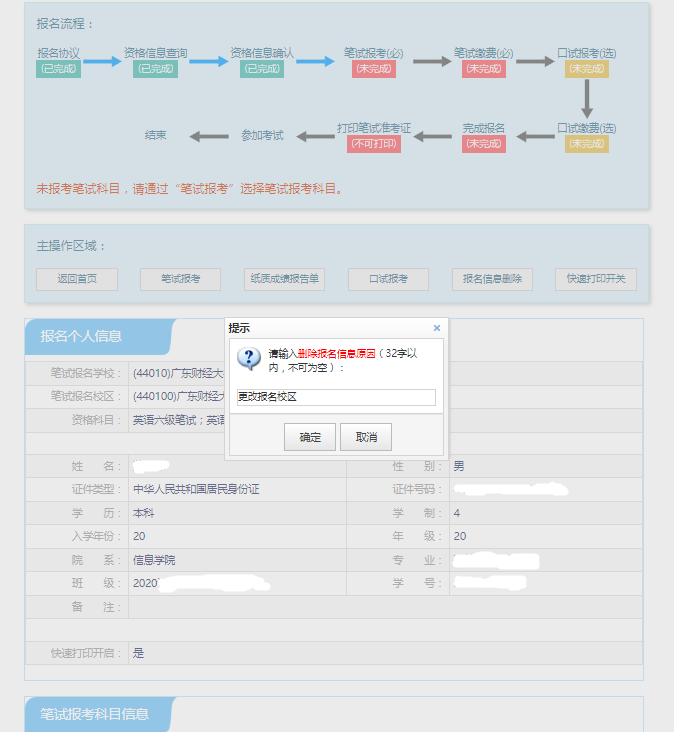 报名流程：
报名协议 资格信息查询 资格信息确认 笔试报考(必) 笔试缴费(必) 口试报考(选)
(已完成) (已完成) (已完成) (未完成) (未完成) (未完成)
结束 参加考试 打印笔试准考证 完成报名 口试缴费(选)
(不可打印) (未完成) (未完成)
未报考笔试科目，请通过“笔试报考”选择笔试报考科目。
主操作区域：
返回首页 笔试报考 纸质成绩报告单 口试报考 报名信息删除 快速打印开关
报名个人信息
提示 ×
请输入删除报名信息原因（32字以
内，不可为空）：
更改报名校区
确定 取消
笔试报名学校： (44010)广东财经大
笔试报名校区： (440100)广东财经大
资格科目： 英语六级笔试；英语
姓 名： 性 别： 男
证件类型： 中华人民共和国居民身份证 证件号码：
学 历： 本科 学 制： 4
入学年份： 20 年 级： 20
院 系： 信息学院 专 业：
班 级： 2020 学 号：
备 注：
快速打印开启： 是
笔试报考科目信息